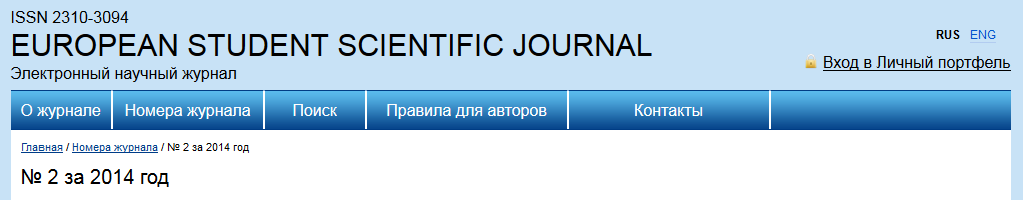 ISSN 2310-3094
EUROPEAN STUDENT SCIENTIFIC JOURNAL
Электронный научный журнал
RUS ENG
Вход в Личный портфель
О журнале Номера журнала Поиск Правила для авторов Контакты
Главная / Номера журнала / № 2 за 2014 год
№ 2 за 2014 год